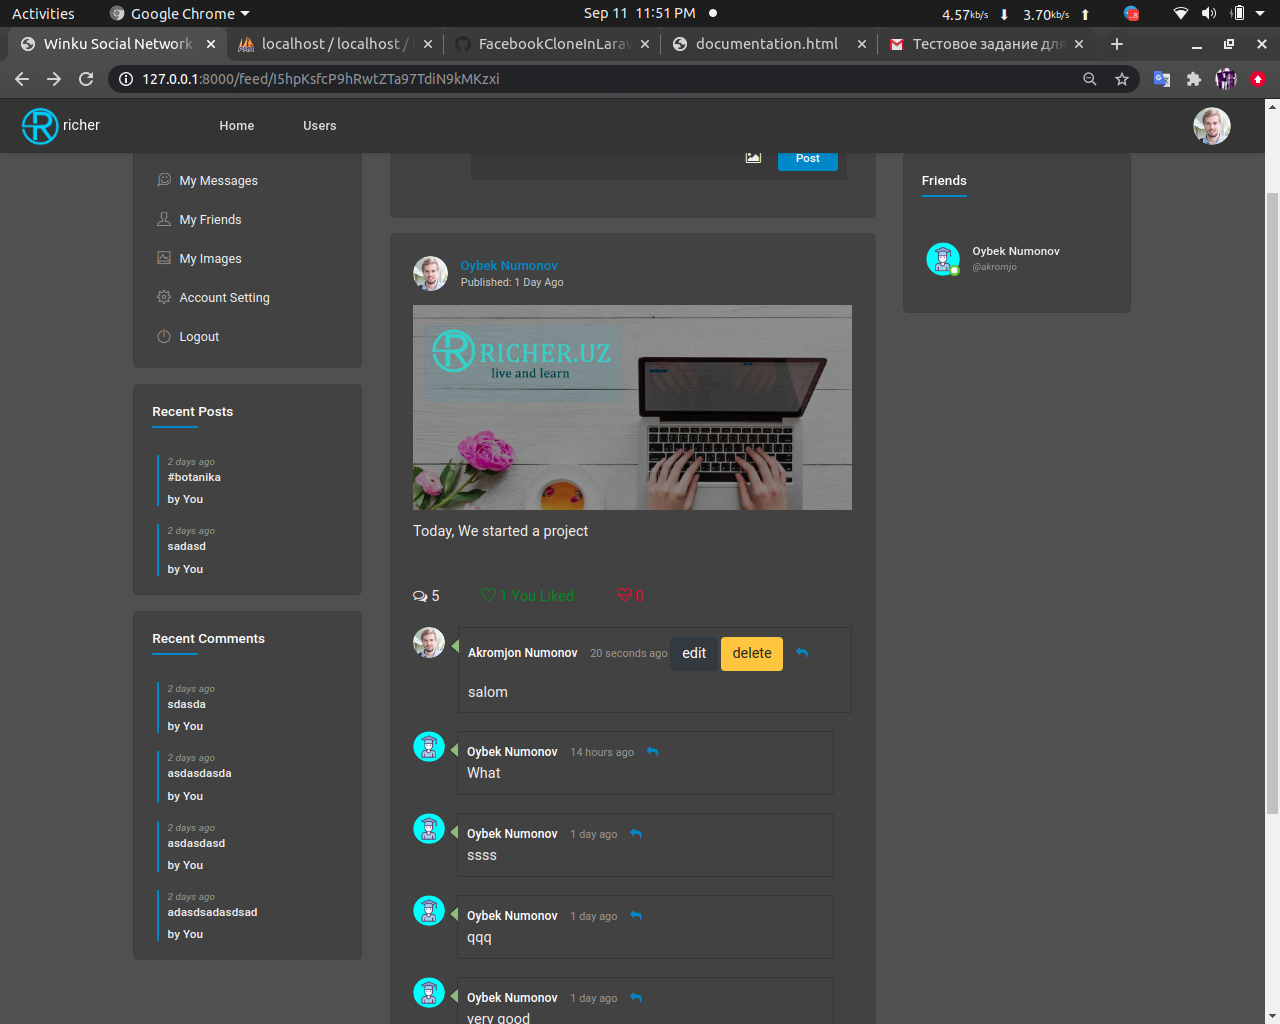 Activities
Google Chrome
Sep 11 11:51 PM
4.57kb/s
3.70kb/s
Winku Social Network
localhost / localhost /
FacebookCloneInLarav
documentation.html
Тестовое задание для
127.0.0.1:8000/feed/I5hpKsfcP9hRwtZTa97TdiN9kMKzxi
richer
Home
Users
My Messages
My Friends
My Images
Account Setting
Logout
Recent Posts
2 days ago
#botanika
by You
2 days ago
sadasd
by You
Recent Comments
2 days ago
sdasda
by You
2 days ago
asdasdasda
by You
2 days ago
asdasdasd
by You
2 days ago
adasdsadasdsad
by You
Post
Oybek Numonov
Published: 1 Day Ago
RICHER.UZ
live and learn
Today, We started a project
5
1 You Liked
0
Akromjon Numonov 20 seconds ago edit delete
salom
Oybek Numonov 14 hours ago
What
Oybek Numonov 1 day ago
ssss
Oybek Numonov 1 day ago
qqq
Oybek Numonov 1 day ago
very good
Friends
Oybek Numonov
@akromjo